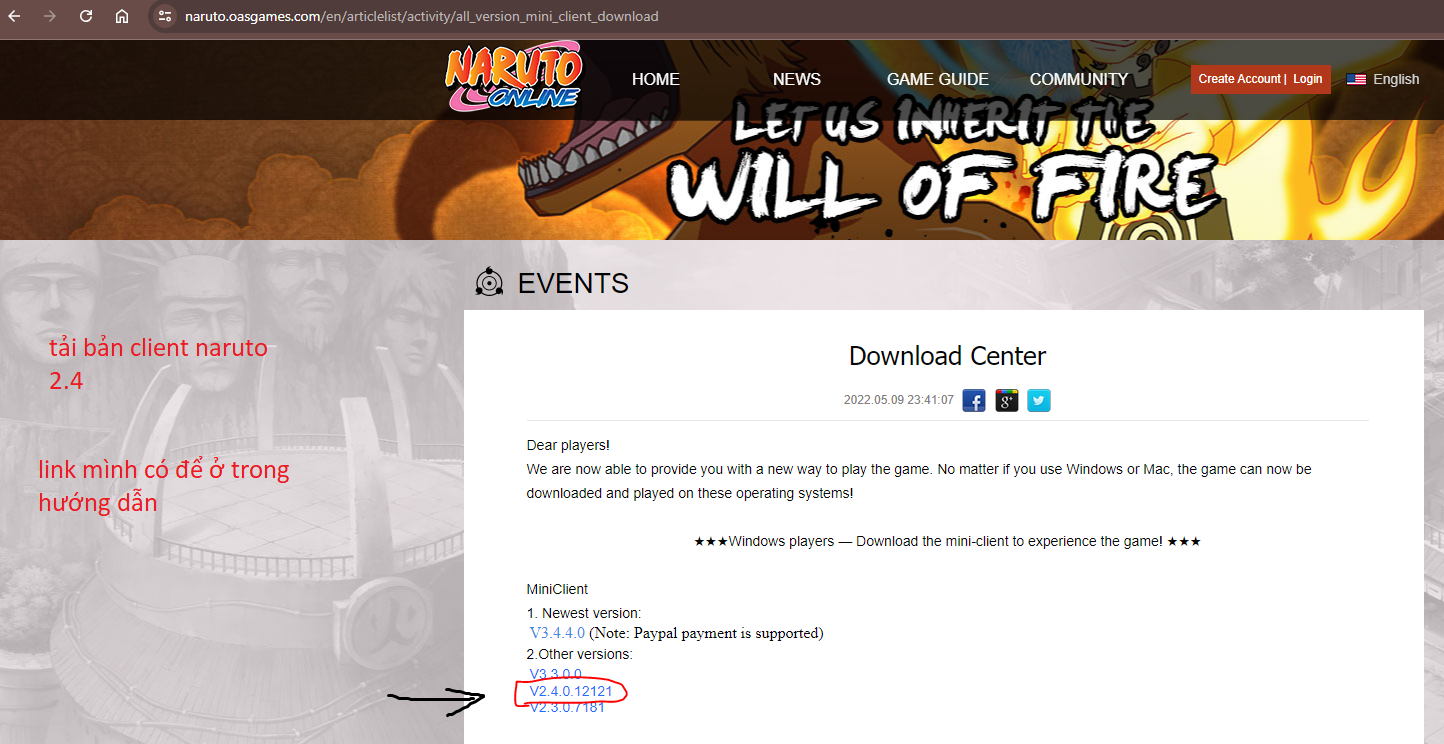 naruto.oasgames.com/en/articlelist/activity/all_version_mini_client_download
NARUTO
ONLINE
HOME NEWS GAME GUIDE COMMUNITY Create Account | Login English
LET US INHERIT THE
WILL OF FIRE
EVENTS
tải bản client naruto
2.4
link mình có để ở trong
hướng dẫn
Download Center
2022.05.09 23:41:07
Dear players!
We are now able to provide you with a new way to play the game. No matter if you use Windows or Mac, the game can now be
downloaded and played on these operating systems!
★★★Windows players — Download the mini-client to experience the game! ★★★
MiniClient
1. Newest version:
V3.4.4.0 (Note: Paypal payment is supported)
2.Other versions:
V3.3.0.0
V2.4.0.12121
V2.3.0.7181